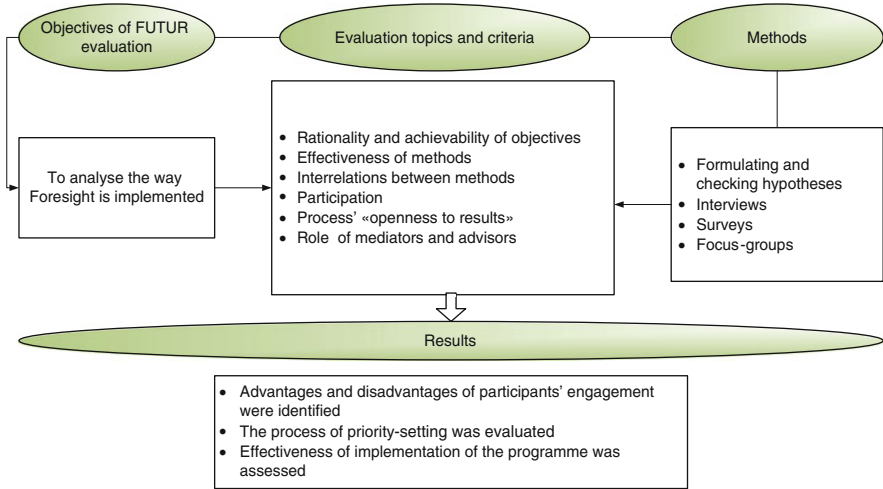 Objectives of FUTUR
evaluation
Evaluation topics and criteria
Methods
To analyse the way
Foresight is implemented
• Rationality and achievability of objectives
• Effectiveness of methods
• Interrelations between methods
• Participation
• Process' «openness to results»
• Role of mediators and advisors
• Formulating and
checking hypotheses
• Interviews
• Surveys
• Focus-groups
Results
• Advantages and disadvantages of participants' engagement
were identified
• The process of priority-setting was evaluated
• Effectiveness of implementation of the programme was
assessed